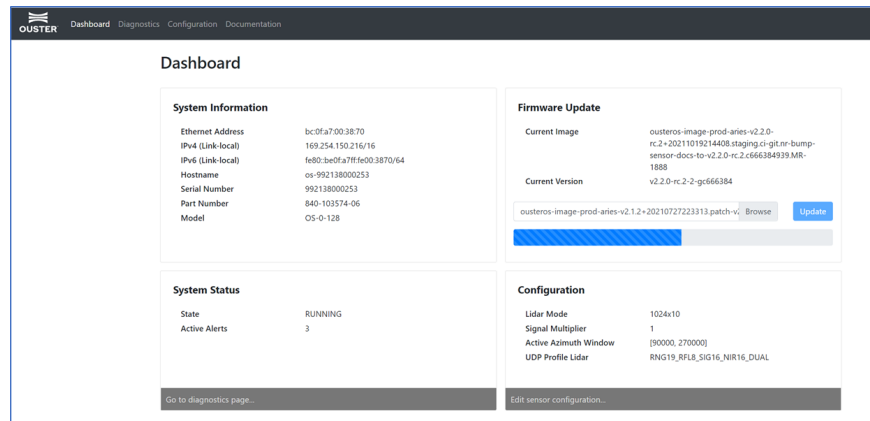 OUSTER
Dashboard Diagnostics Configuration Documentation
Dashboard
System Information
Ethernet Address bc:0f:a7:00:38:70
IPv4 (Link-local) 169.254.150.216/16
IPv6 (Link-local) fe80::be0f:a7ff:fe00:3870/64
Hostname os-992138000253
Serial Number 992138000253
Part Number 840-103574-06
Model OS-0-128
Firmware Update
Current Image ousteros-image-prod-aries-v2.2.0-
rc.2+20211019214408.staging.ci-git.nr-bump-
sensor-docs-to-v2.2.0-rc.2.c666384939.MR-
1888
Current Version v2.2.0-rc.2-2-gc666384
ousteros-image-prod-aries-v2.1.2+20210727223313.patch-v2 Browse Update
System Status
State RUNNING
Active Alerts 3
Go to diagnostics page...
Configuration
Lidar Mode 1024x10
Signal Multiplier 1
Active Azimuth Window [90000, 270000]
UDP Profile Lidar RNG19_RFL8_SIG16_NIR16_DUAL
Edit sensor configuration...